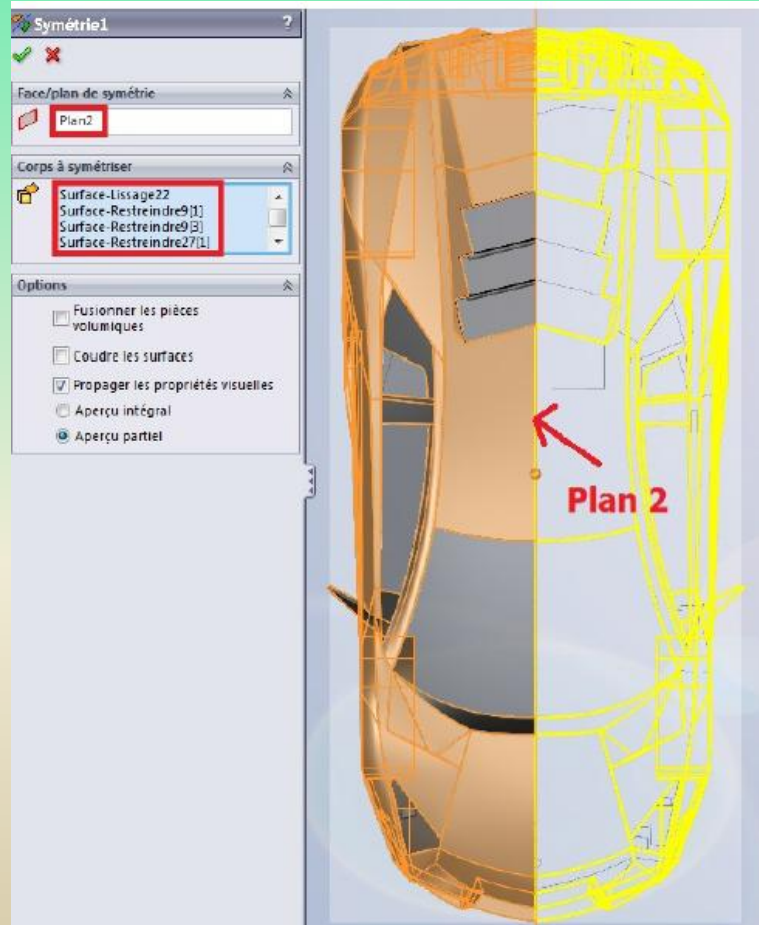 Symétrie1 ?
Face/plan de symétrie
Plan2
Corps à symétriser
Surface-Lissage22
Surface-Restreindre9[1]
Surface-Restreindre9[3]
Surface-Restreindre27[1]
Options
Fusionner les pièces
volumiques
Coudre les surfaces
Propager les propriétés visuelles
Aperçu intégral
Aperçu partiel
Plan 2